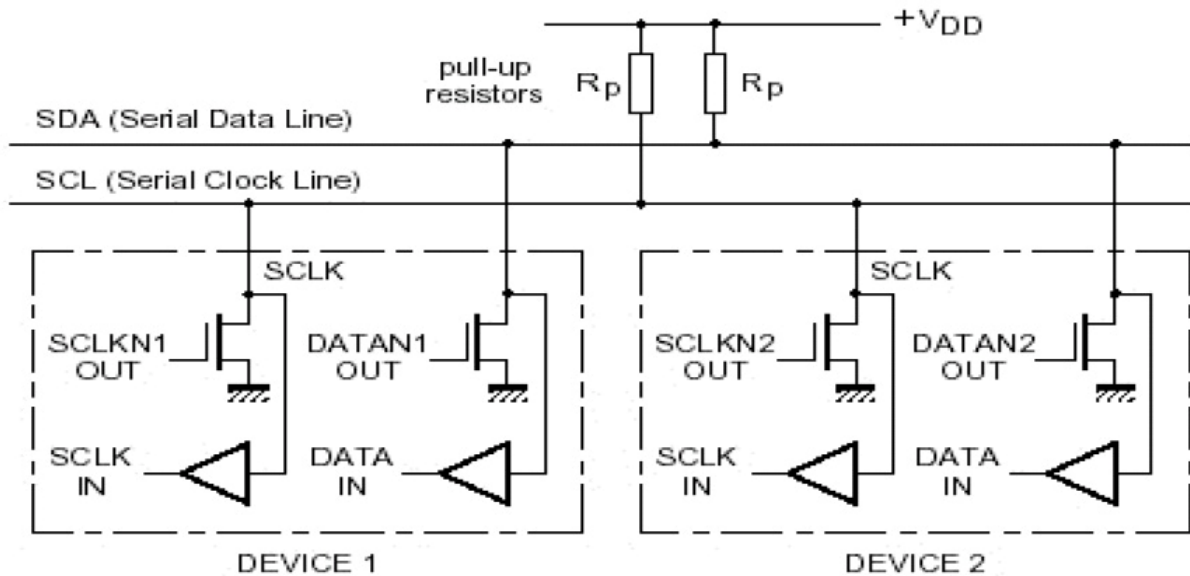 +VDD
pull-up
resistors
Rp
Rp
SDA (Serial Data Line)
SCL (Serial Clock Line)
SCLK
SCLKN1
OUT
DATAN1
OUT
SCLK
IN
DATA
IN
DEVICE 1
SCLK
SCLKN2
OUT
DATAN2
OUT
SCLK
IN
DATA
IN
DEVICE 2